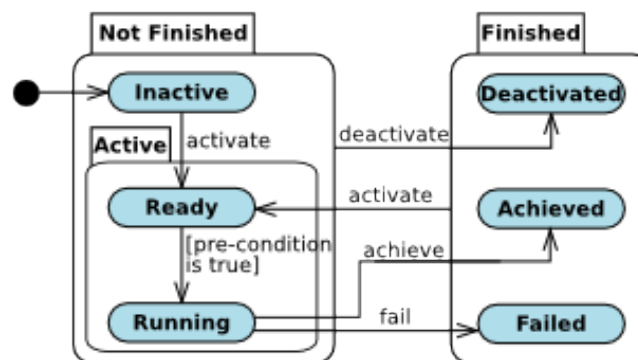 Not Finished
Finished
Inactive
Deactivated
activate
deactivate
Active
Ready
activate
Achieved
[pre-condition
is true]
achieve
Running
fail
Failed